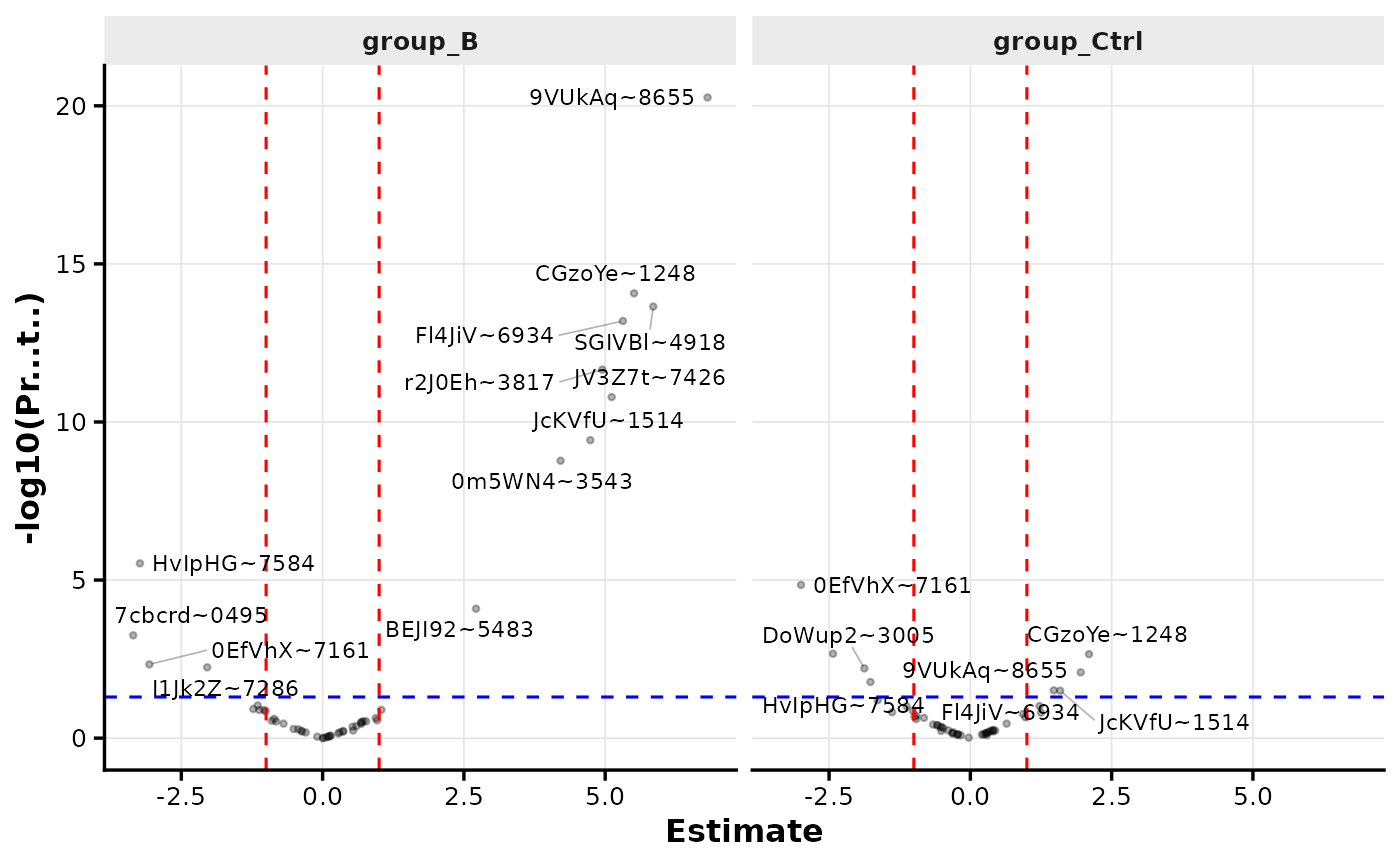 group_B
group_Ctrl
-log10(Pr...t..)
20
15
10
5
0
9VUkAq~8655
CGzoYe~1248
Fl4JiV~6934
SGIVBl~4918
r2J0Eh~3817
JV3Z7t~7426
JcKVfU~1514
0m5WN4~3543
HvIpHG~7584
7cbcrd~0495
BEJI92~5483
0EfVhX~7161
I1Jk2Z~7286
0EfVhX~7161
DoWup2~3005
CGzoYe~1248
9VUkAq~8655
HvIpHG~7584
Fl4JiV~6934
JcKVfU~1514
-2.5
0.0
2.5
5.0
-2.5
0.0
2.5
5.0
Estimate